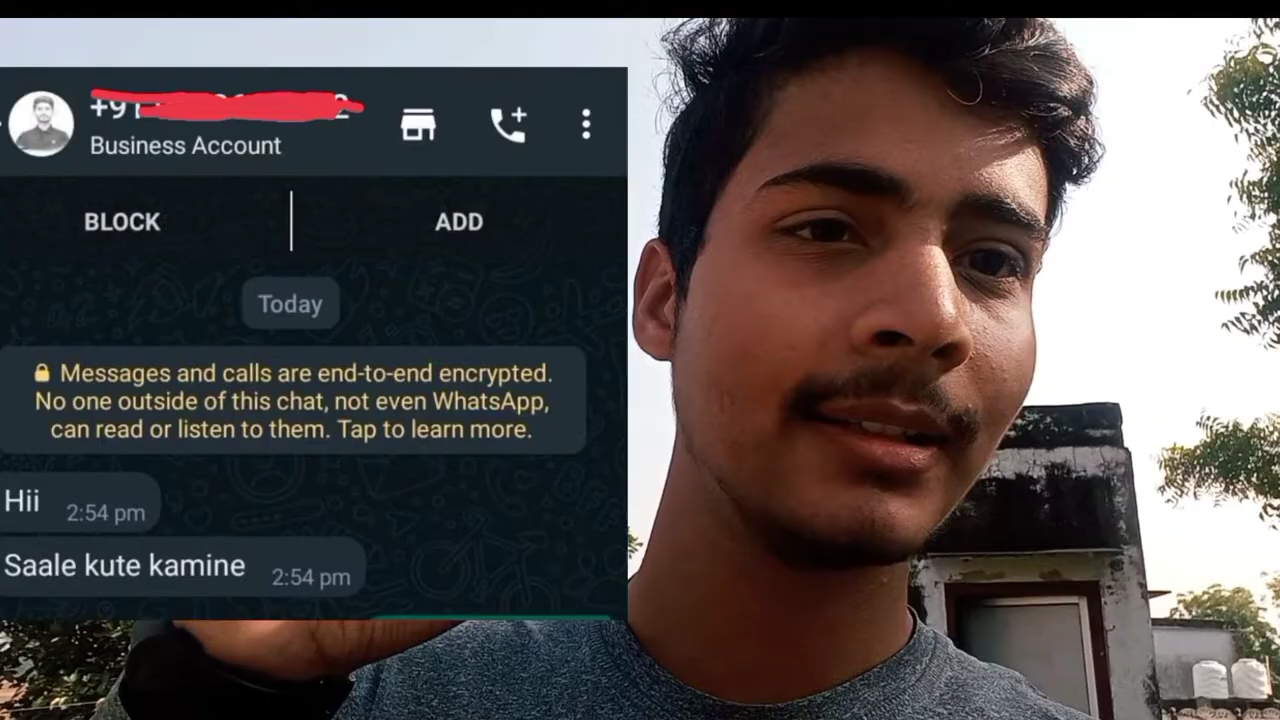 +91
Business Account
BLOCK
ADD
Today
Messages and calls are end-to-end encrypted.
No one outside of this chat, not even WhatsApp,
can read or listen to them. Tap to learn more.
Hii 2:54 pm
Saale kute kamine 2:54 pm